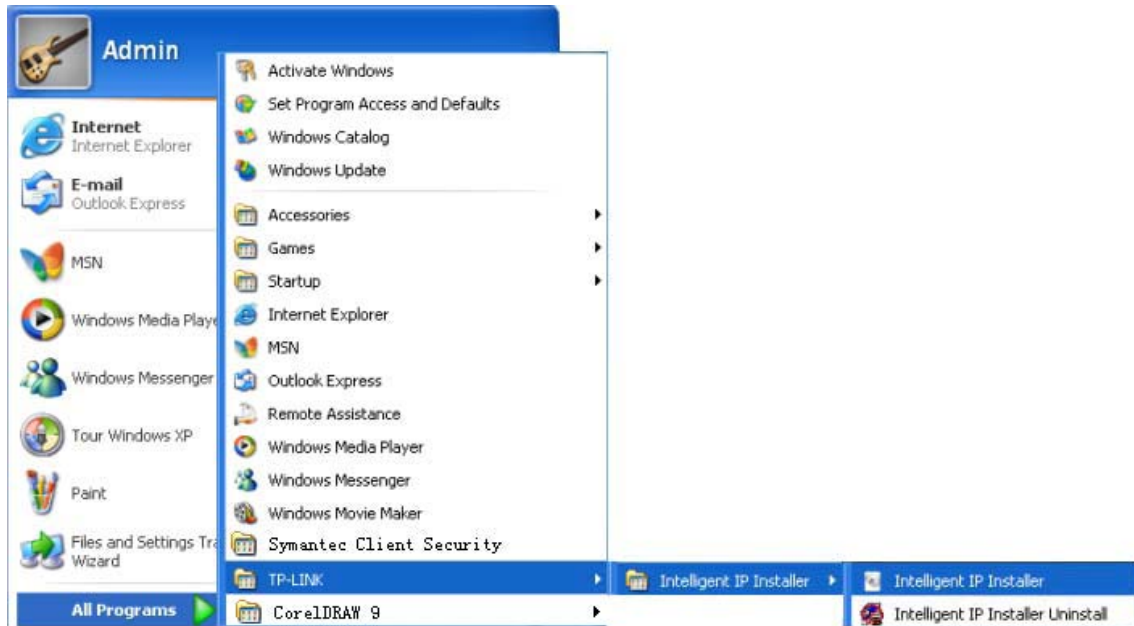 Admin
Internet
Internet Explorer
E-mail
Outlook Express
MSN
Windows Media Playe
Windows Messenger
Tour Windows XP
Paint
Files and Settings Tra
Wizard
All Programs
Activate Windows
Set Program Access and Defaults
Windows Catalog
Windows Update
Accessories
Games
Startup
Internet Explorer
MSN
Outlook Express
Remote Assistance
Windows Media Player
Windows Messenger
Windows Movie Maker
Symantec Client Security
TP-LINK
CorelDRAW 9
Intelligent IP Installer
Intelligent IP Installer
Intelligent IP Installer Uninstall